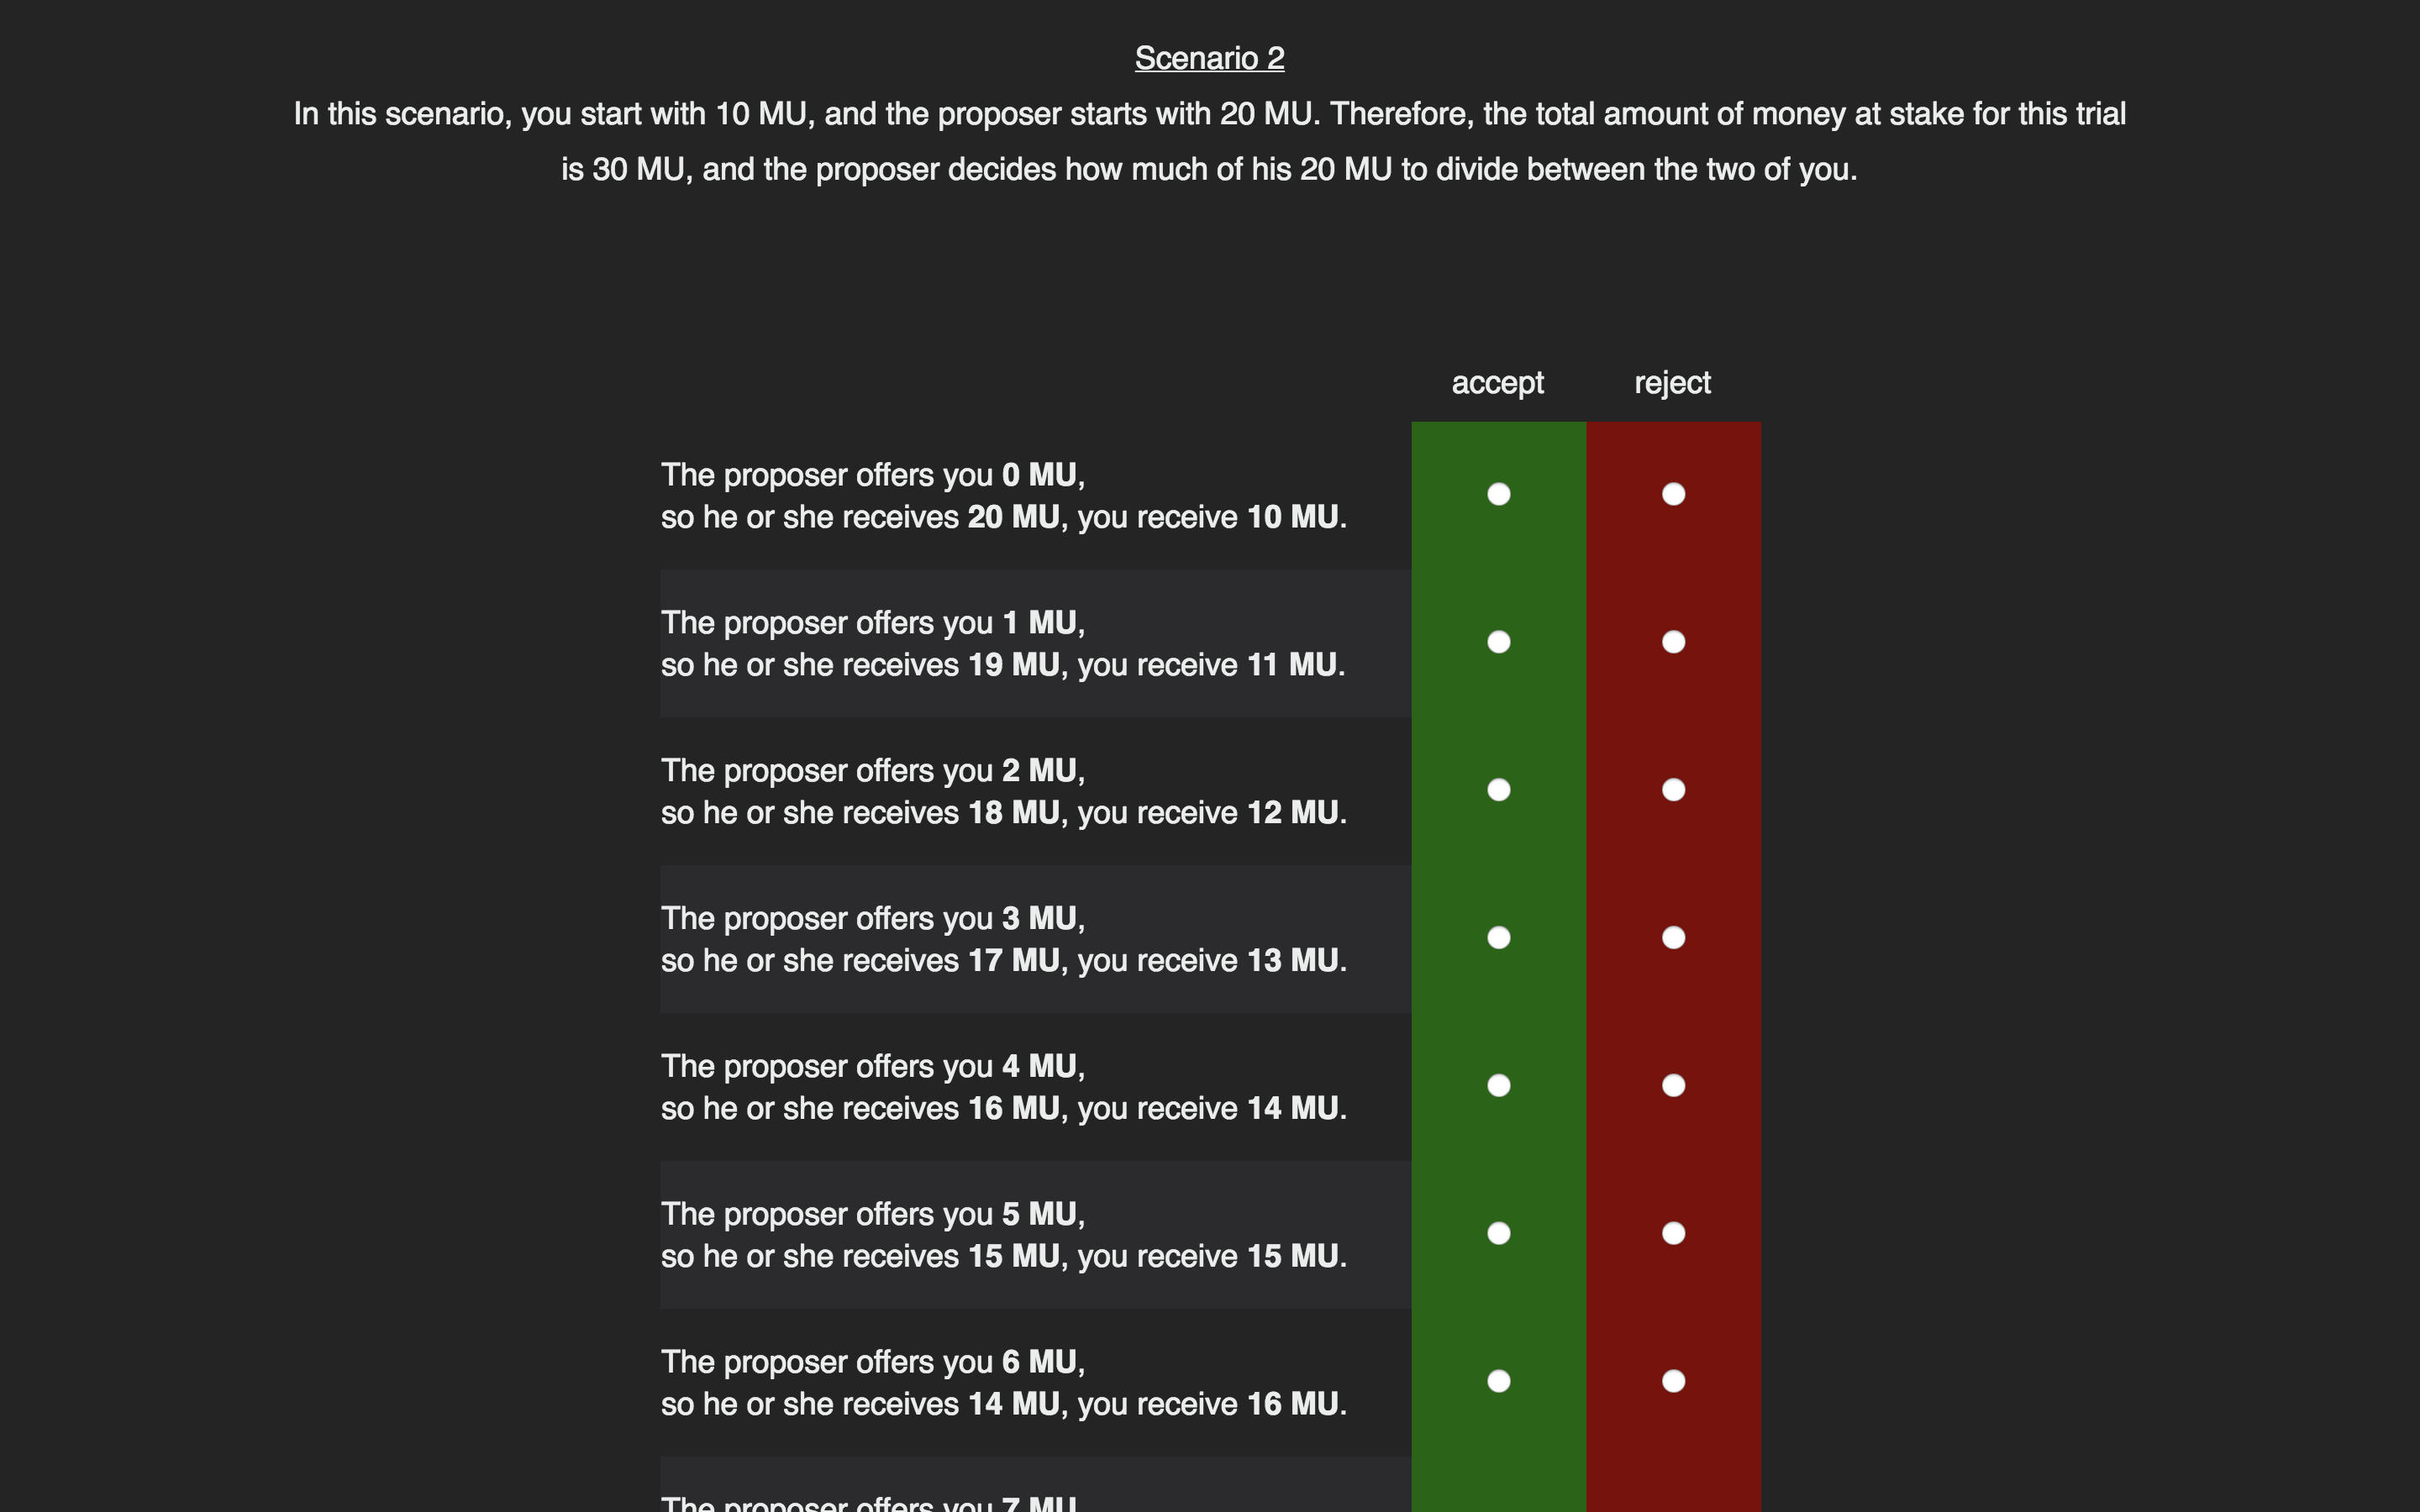 Scenario 2
In this scenario, you start with 10 MU, and the proposer starts with 20 MU. Therefore, the total amount of money at stake for this trial
is 30 MU, and the proposer decides how much of his 20 MU to divide between the two of you.
accept reject
The proposer offers you 0 MU,
so he or she receives 20 MU, you receive 10 MU.
The proposer offers you 1 MU,
so he or she receives 19 MU, you receive 11 MU.
The proposer offers you 2 MU,
so he or she receives 18 MU, you receive 12 MU.
The proposer offers you 3 MU,
so he or she receives 17 MU, you receive 13 MU.
The proposer offers you 4 MU,
so he or she receives 16 MU, you receive 14 MU.
The proposer offers you 5 MU,
so he or she receives 15 MU, you receive 15 MU.
The proposer offers you 6 MU,
so he or she receives 14 MU, you receive 16 MU.
The proposer offers you 7 MU